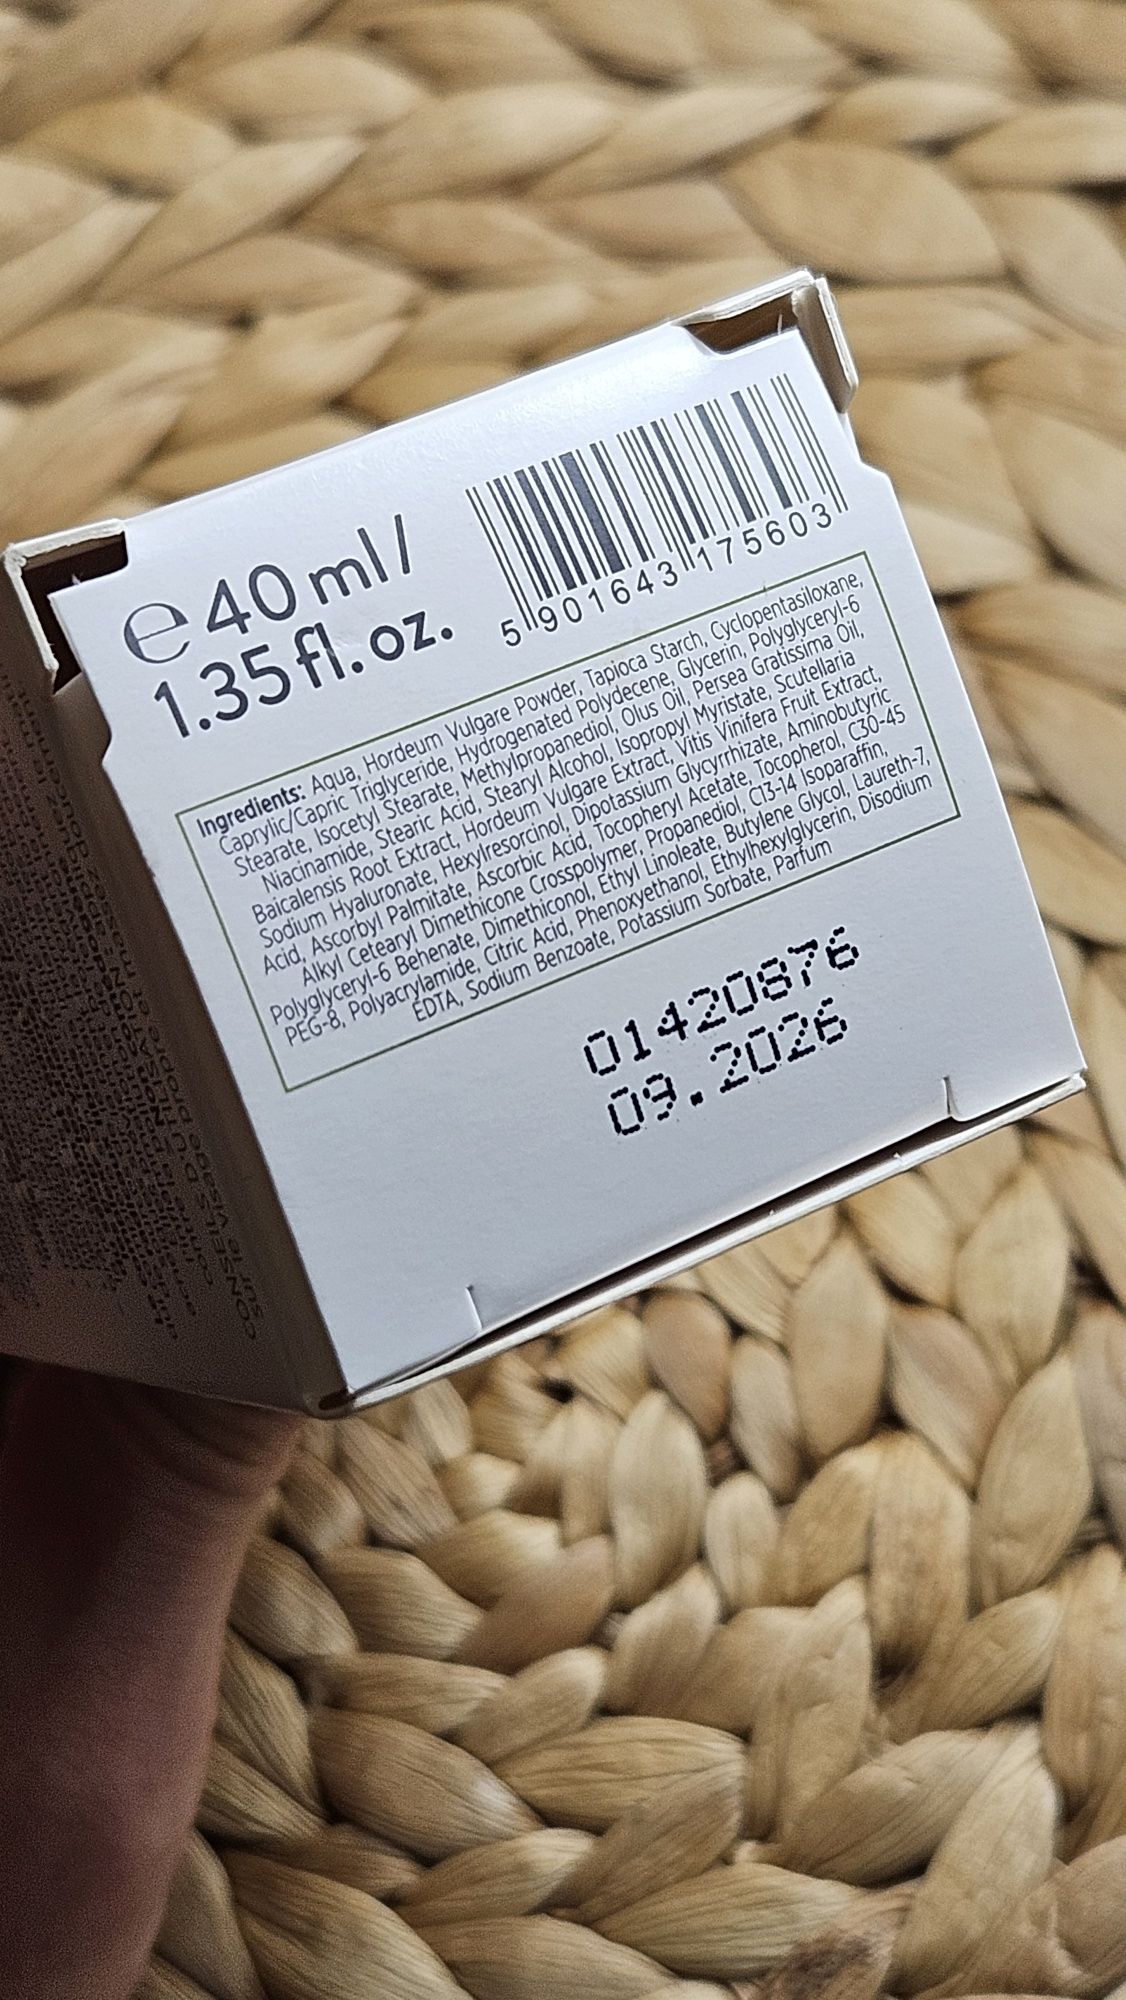 e 40 ml/
1.35 fl. oz.
5 901643 175603
Ingredients: Aqua, Hordeum Vulgare Powder, Tapioca Starch, Cyclopentasiloxane,
Caprylic/Capric Triglyceride, Hydrogenated Polydecene, Glycerin, Polyglyceryl-6
Stearate, Isocetyl Stearate, Methylpropanediol, Olus Oil, Persea Gratissima Oil,
Niacinamide, Stearic Acid, Stearyl Alcohol, Isopropyl Myristate, Scutellaria
Baicalensis Root Extract, Hordeum Vulgare Extract, Vitis Vinifera Fruit Extract,
Sodium Hyaluronate, Hexylresorcinol, Dipotassium Glycyrrhizate, Aminobutyric
Acid, Ascorbyl Palmitate, Ascorbic Acid, Tocopheryl Acetate, Tocopherol, C30-45
Alkyl Cetearyl Dimethicone Crosspolymer, Propanediol, C13-14 Isoparaffin,
Polyglyceryl-6 Behenate, Dimethiconol, Ethyl Linoleate, Butylene Glycol, Laureth-7,
PEG-8, Polyacrylamide, Citric Acid, Phenoxyethanol, Ethylhexylglycerin, Disodium
EDTA, Sodium Benzoate, Potassium Sorbate, Parfum
01420876
09.2026